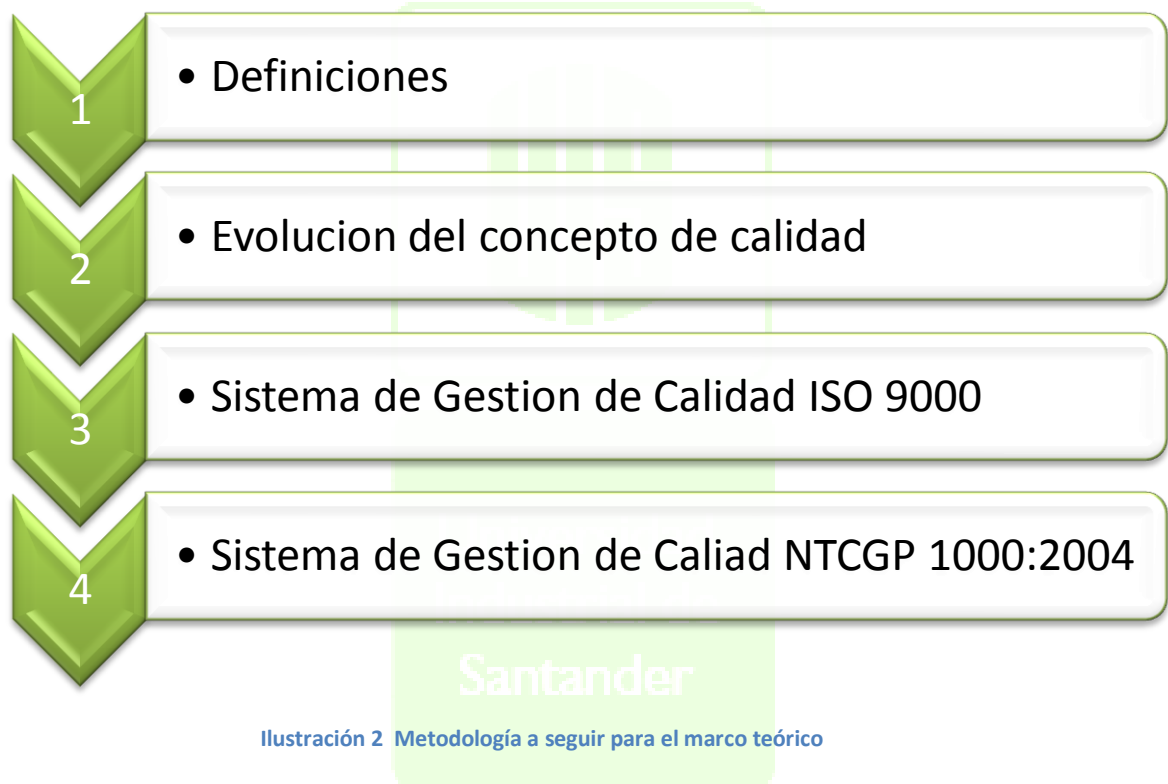 1
• Definiciones
2
• Evolucion del concepto de calidad
3
• Sistema de Gestion de Calidad ISO 9000
4
• Sistema de Gestion de Caliad NTCGP 1000:2004
Santander
Ilustración 2 Metodología a seguir para el marco teórico